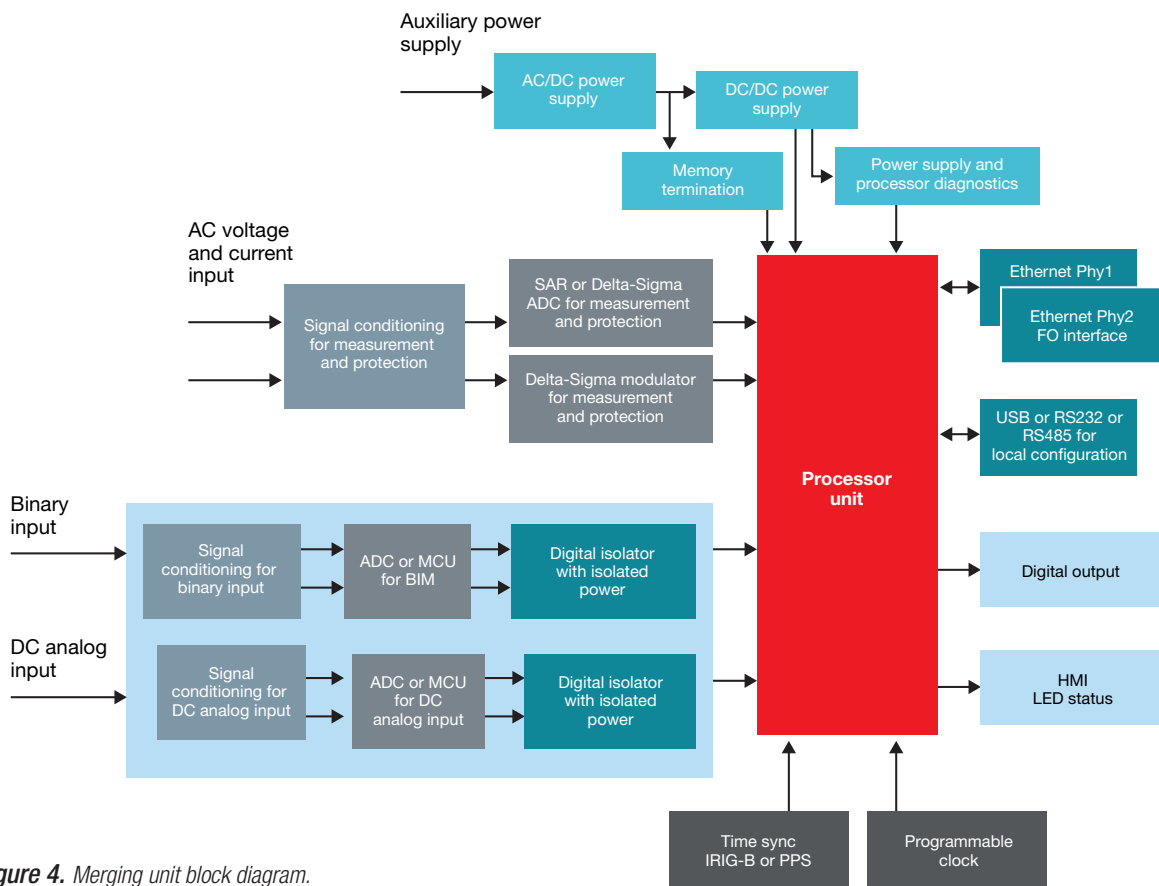 Auxiliary power
supply
AC/DC power
supply
DC/DC power
supply
Memory
termination
Power supply and
processor diagnostics
AC voltage
and current
input
Signal conditioning
for measurement
and protection
SAR or Delta-Sigma
ADC for measurement
and protection
Delta-Sigma modulator
for measurement
and protection
Ethernet Phy1
Ethernet Phy2
FO interface
USB or RS232 or
RS485 for
local configuration
Processor
unit
Binary
input
Signal
conditioning for
binary input
ADC or MCU
for BIM
Digital isolator
with isolated
power
Digital output
DC analog
input
Signal
conditioning for
DC analog input
ADC or MCU
for DC
analog input
Digital isolator
with isolated
power
HMI
LED status
Time sync
IRIG-B or PPS
Programmable
clock
gure 4. Merging unit block diagram.